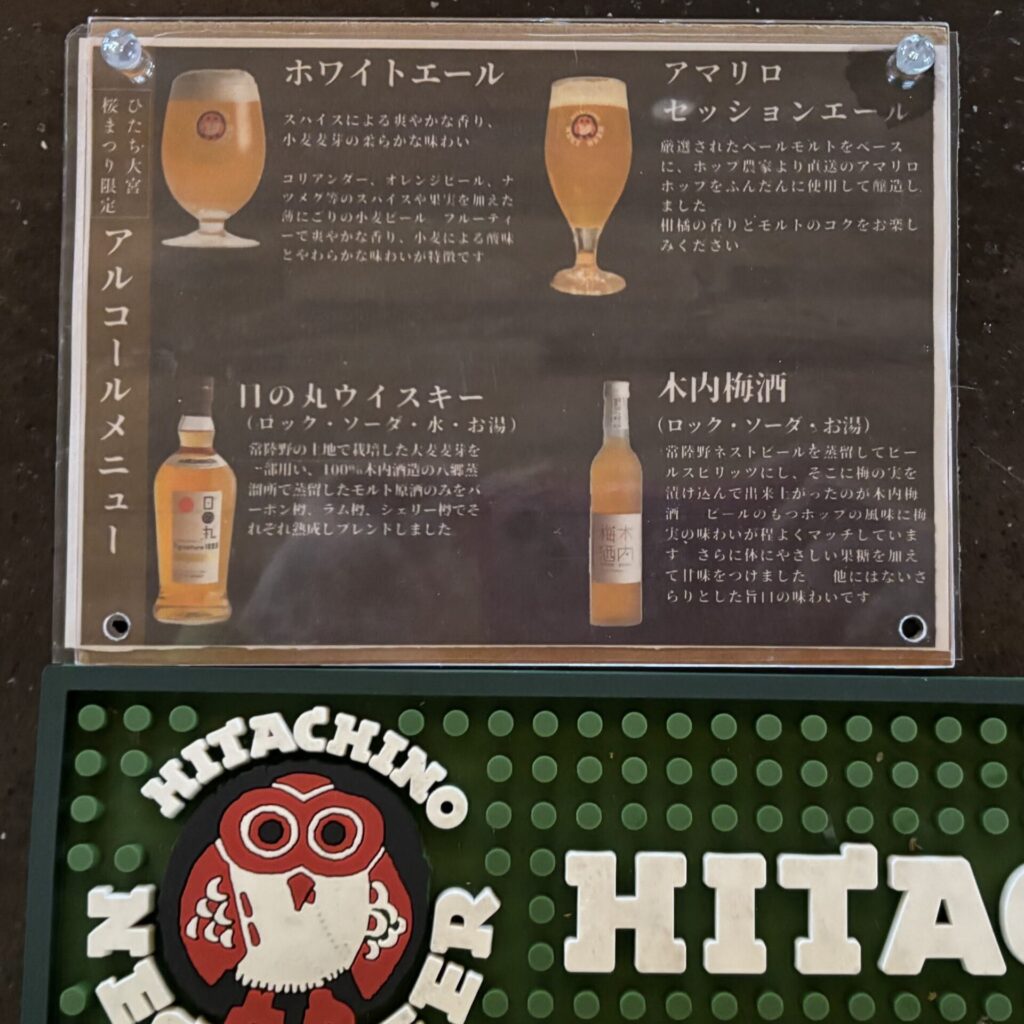 ひたち大宮
桜まつり限定
アルコールメニュー
ホワイトエール
スパイスによる爽やかな香り、
小麦麦芽の柔らかな味わい
コリアンダー、オレンジピール、ナ
ツメグ等のスパイスや果実を加えた
薄にごりの小麦ビール フルーティ
ーで爽やかな香り、小麦による酸味
とやわらかな味わいが特徴です
アマリロ
セッションエール
厳選されたペールモルトをベース
に、ホップ農家より直送のアマリロ
ホップをふんだんに使用して醸造し
ました
柑橘の香りとモルトのコクをお楽し
みください
日の丸ウイスキー
（ロック・ソーダ・水・お湯）
常陸野の土地で栽培した大麦麦芽を
一部用い、100%木内酒造の八郷蒸
溜所で蒸留したモルト原酒のみをバ
ーボン樽、ラム樽、シェリー樽でそ
れぞれ熟成しブレンドしました
日の丸
Signature
木内梅酒
（ロック・ソーダ・お湯）
常陸野ネストビールを蒸留してビー
ルスピリッツにし、そこに梅の実を
漬け込んで出来上がったのが木内梅
酒 ビールのもつホップの風味に梅
実の味わいが程よくマッチしていま
す さらに体にやさしい果糖を加え
て甘味をつけました 他にはないさ
らりとした旨口の味わいです
木内
梅酒
HITACHINO
HITAC